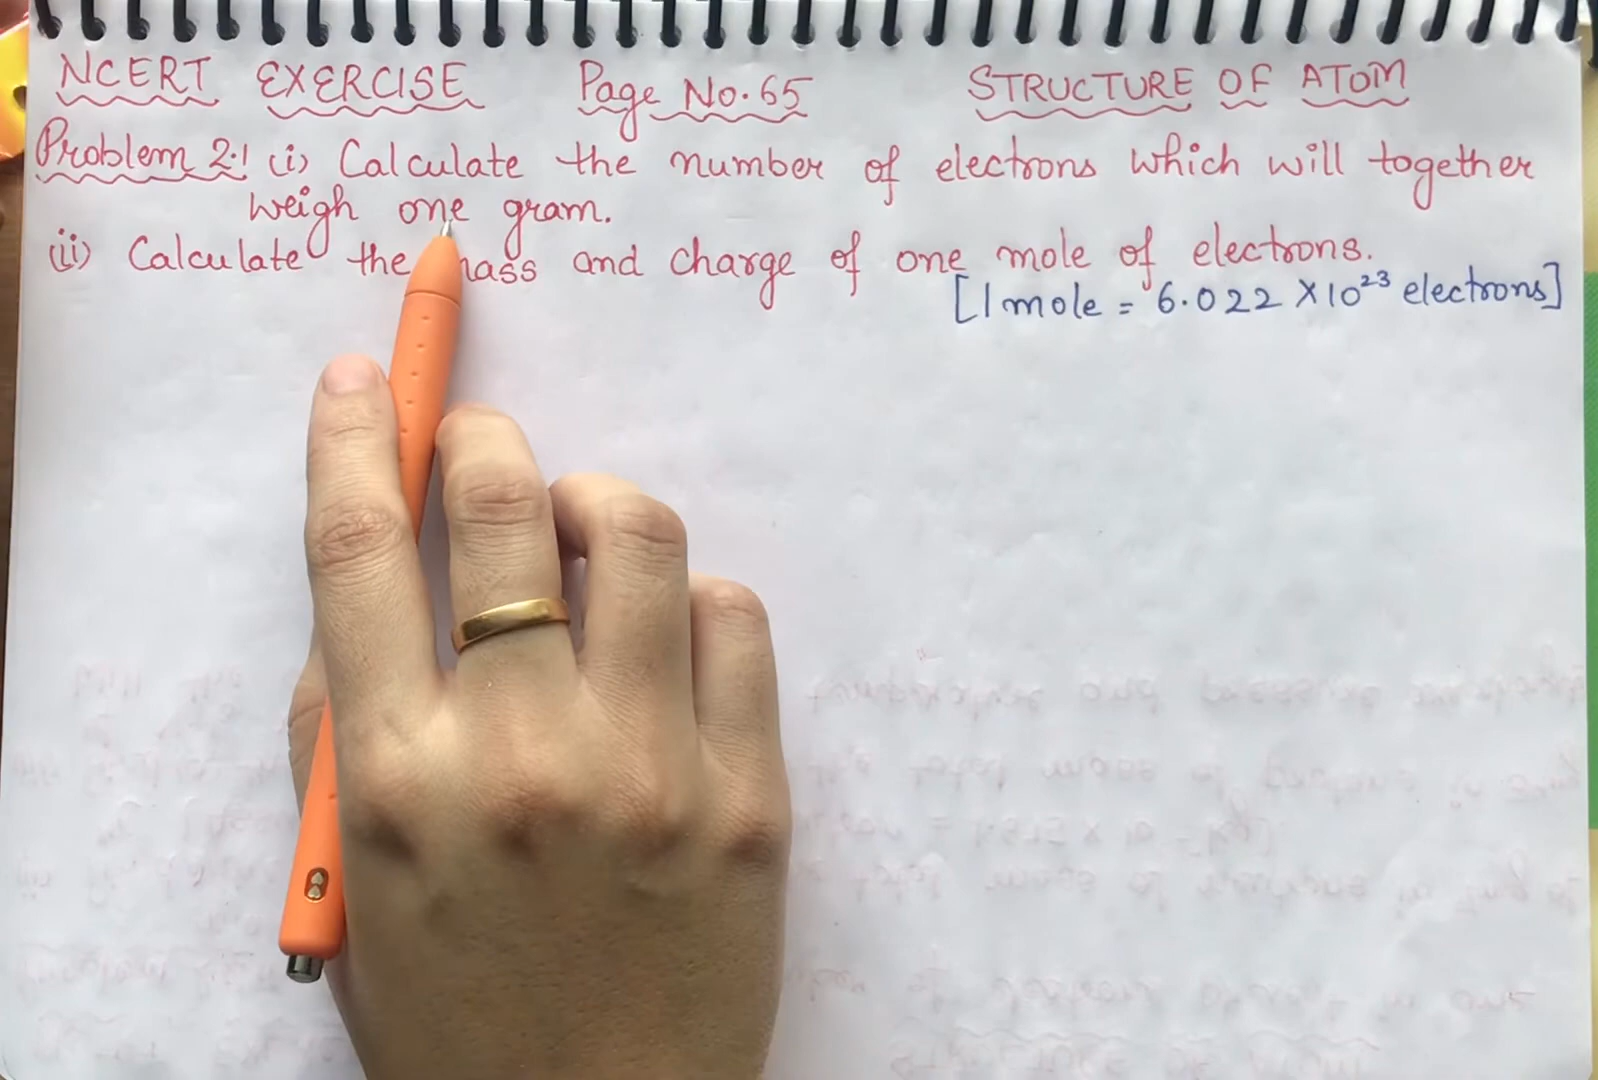 NCERT EXERCISE Page No.65 STRUCTURE OF ATOM
Problem 2.1 (i) Calculate the number of electrons which will together
weigh one gram.
(ii) Calculate the mass and charge of one mole of electrons.
[1 mole = 6.022 × 10²³ electrons]